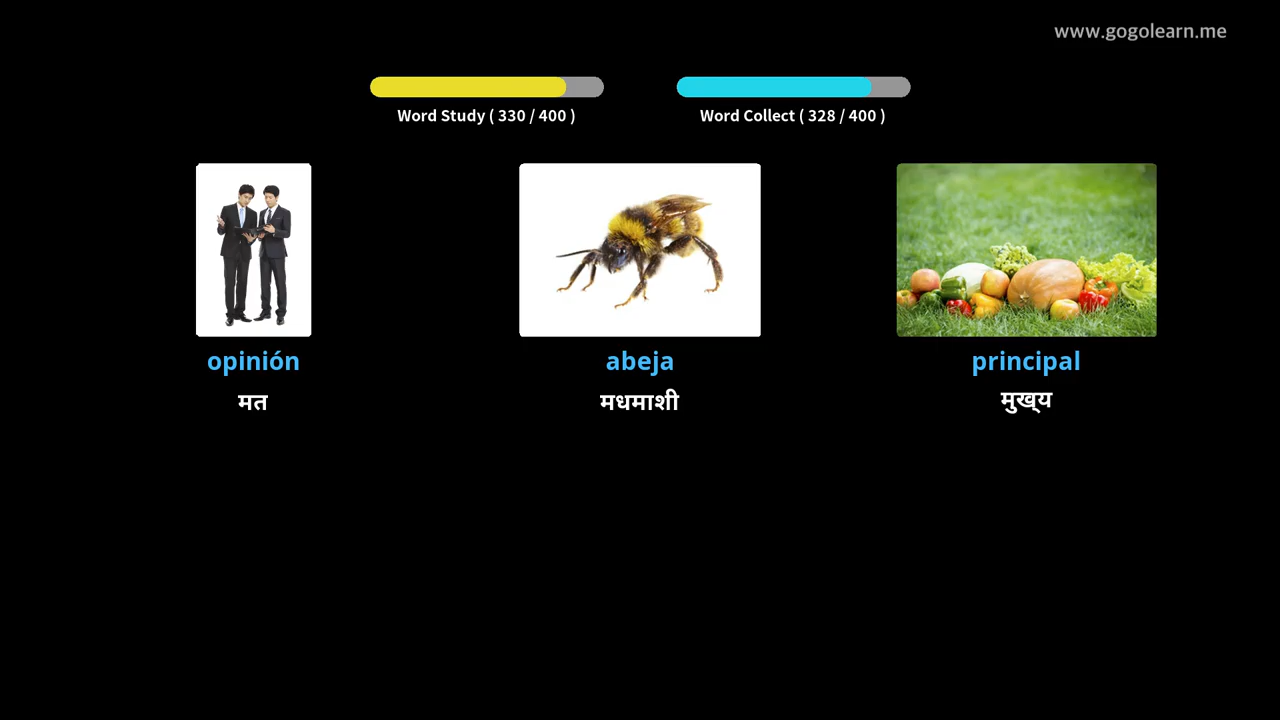 www.gogolearn.me
Word Study ( 330 / 400 )
Word Collect ( 328 / 400 )
opinión
abeja
principal
मत
मधमाशी
मुख्‍य